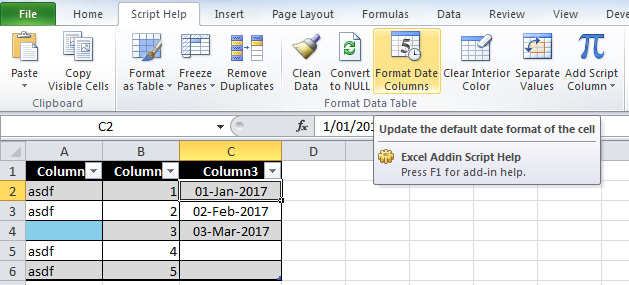 File Script Help Insert Page Layout Formulas Data Review View Develop
Paste Copy Visible Cells Format as Table Freeze Panes Remove Duplicates Clean Data Convert to NULL Format Date Columns Clear Interior Color Separate Values Add Script Column
Clipboard Format Data Table
C2 fx 1/01/201
Update the default date format of the cell
Excel Addin Script Help
Press F1 for add-in help.
A B C D
1 Column Column Column3
2 asdf 1 01-Jan-2017
3 asdf 2 02-Feb-2017
4 3 03-Mar-2017
5 asdf 4
6 asdf 5